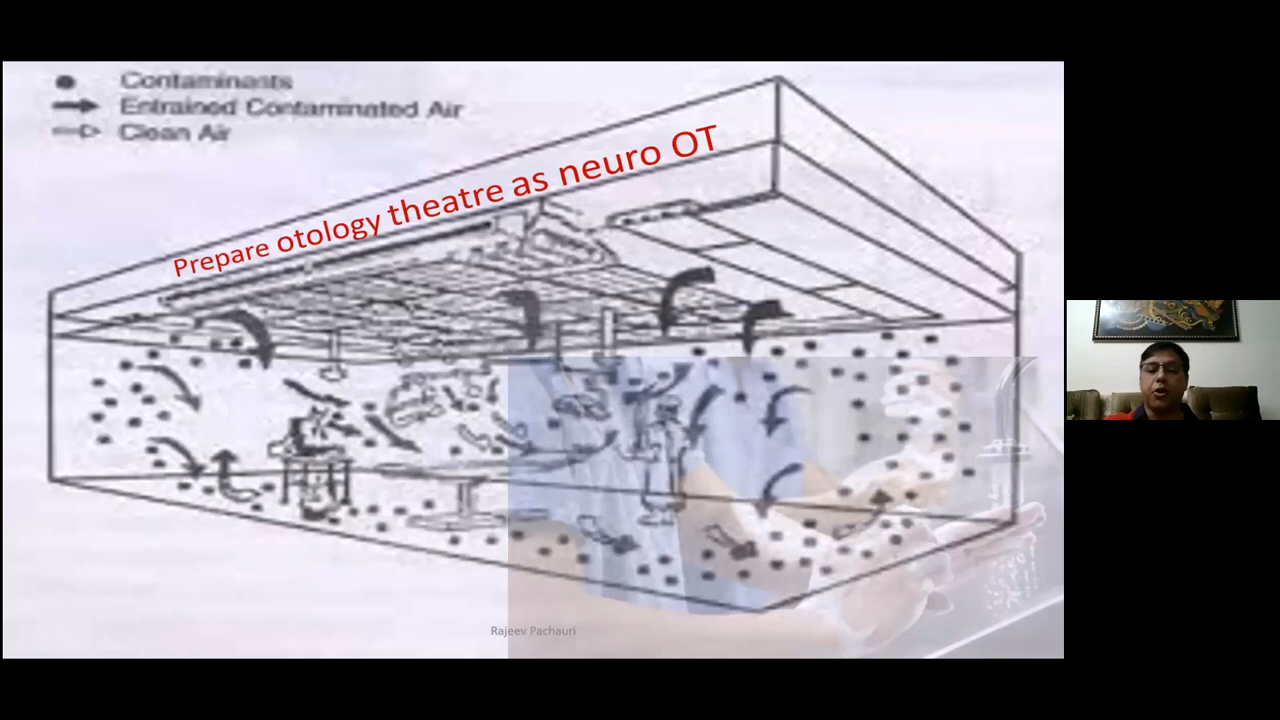 Contaminants
Entrained Contaminated Air
Clean Air
Prepare otology theatre as neuro OT
Rajeev Pachauri